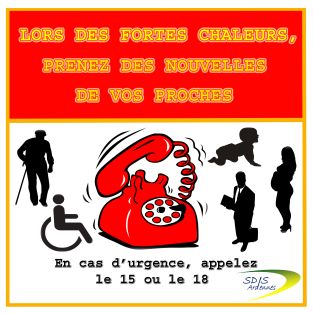 LORS DES FORTES CHALEURS,
PRENEZ DES NOUVELLES
DE VOS PROCHES
En cas d'urgence, appelez
le 15 ou le 18
SDIS
Ardennes